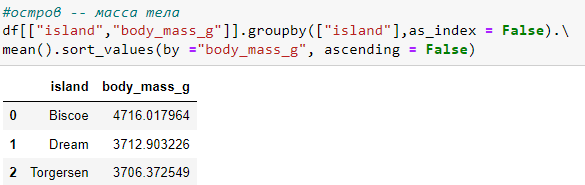 #остров -- масса тела
df[["island","body_mass_g"]].groupby(["island"],as_index = False).\
mean().sort_values(by ="body_mass_g", ascending = False)
island body_mass_g
0 Biscoe 4716.017964
1 Dream 3712.903226
2 Torgersen 3706.372549